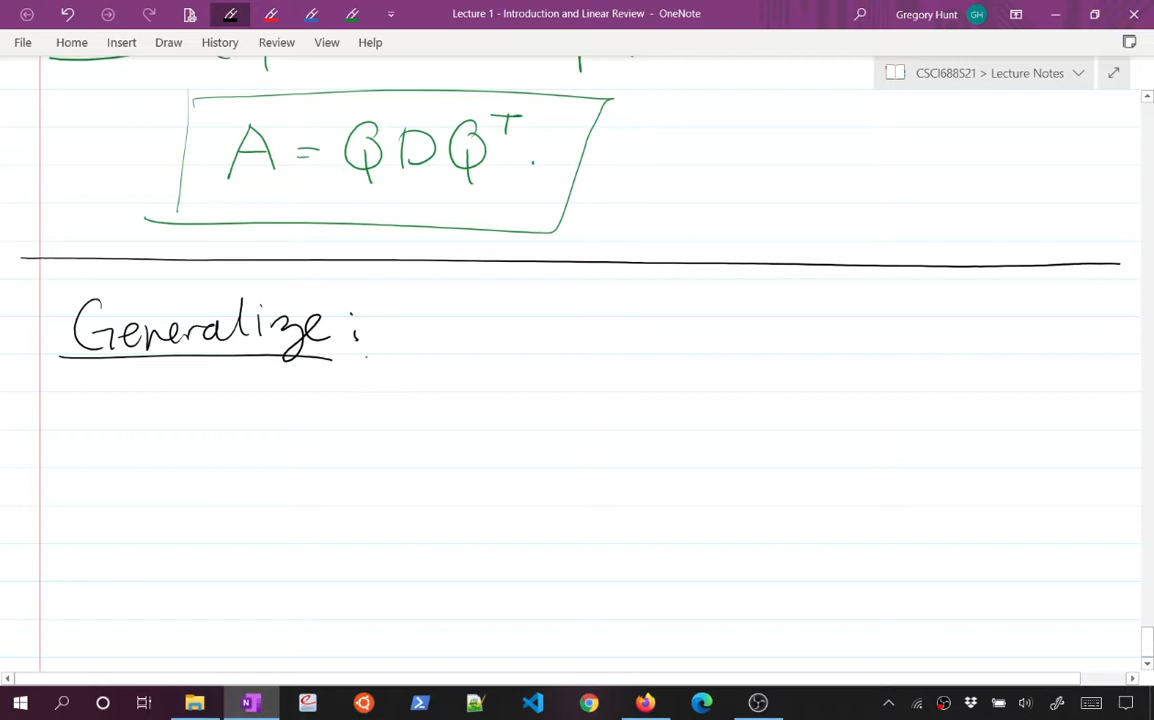 Lecture 1 - Introduction and Linear Review - OneNote
Gregory Hunt GH
File Home Insert Draw History Review View Help
CSCI688S21 > Lecture Notes
A = QDQᵀ.
Generalize :